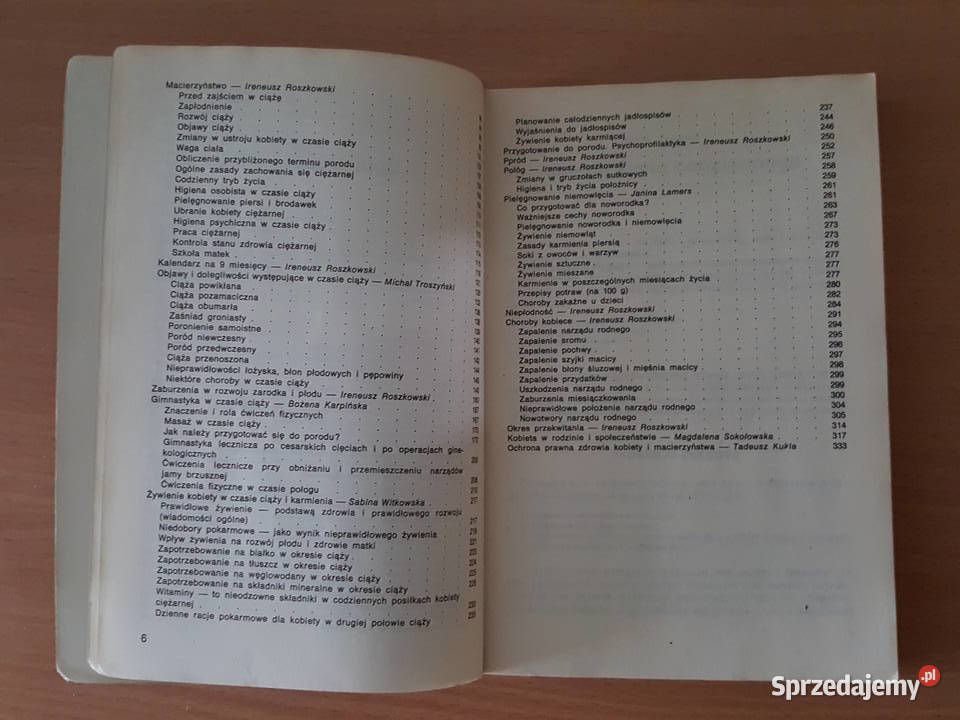 Macierzyństwo — Ireneusz Roszkowski
Przed zajściem w ciążę
Zapłodnienie
Rozwój ciąży
Objawy ciąży
Zmiany w ustroju kobiety w czasie ciąży
Waga ciała
Obliczenie przybliżonego terminu porodu
Ogólne zasady zachowania się ciężarnej
Codzienny tryb życia
Higiena osobista w czasie ciąży
Pielęgnowanie piersi i brodawek
Ubranie kobiety ciężarnej
Higiena psychiczna w czasie ciąży
Praca ciężarnej
Kontrola stanu zdrowia ciężarnej
Szkoła matek
Kalendarz na 9 miesięcy — Ireneusz Roszkowski
Objawy i dolegliwości występujące w czasie ciąży — Michał Troszyński
Ciąża powikłana
Ciąża pozamaciczna
Ciąża obumarła
Zaśniad groniasty
Poronienie samoistne
Poród niewczesny
Poród przedwczesny
Ciąża przenoszona
Nieprawidłowości łożyska, błon płodowych i pępowiny
Niektóre choroby w czasie ciąży
Zaburzenia w rozwoju zarodka i płodu — Ireneusz Roszkowski
Gimnastyka w czasie ciąży — Bożena Karpińska
Znaczenie i rola ćwiczeń fizycznych
Masaż w czasie ciąży
Jak należy przygotować się do porodu?
Gimnastyka lecznicza po cesarskich cięciach i po operacjach gine-
kologicznych
Ćwiczenia lecznicze przy obniżaniu i przemieszczeniu narządów
jamy brzusznej
Ćwiczenia fizyczne w czasie połogu
Żywienie kobiety w czasie ciąży i karmienia — Sabina Witkowska 217
Prawidłowe żywienie — podstawą zdrowia i prawidłowego rozwoju
(wiadomości ogólne) 217
Niedobory pokarmowe — jako wynik nieprawidłowego żywienia 219
Wpływ żywienia na rozwój płodu i zdrowie matki 221
Zapotrzebowanie na białko w okresie ciąży 223
Zapotrzebowanie na tłuszcz w okresie ciąży 224
Zapotrzebowanie na węglowodany w okresie ciąży 225
Zapotrzebowanie na składniki mineralne w okresie ciąży
Witaminy — to nieodzowne składniki w codziennych posiłkach kobiety
ciężarnej
Dzienne racje pokarmowe dla kobiety w drugiej połowie ciąży
6
Planowanie całodziennych jadłospisów 237
Wyjaśnienia do jadłospisów 244
Żywienie kobiety karmiącej 246
Przygotowanie do porodu. Psychoprofilaktyka — Ireneusz Roszkowski 250
Ppród — Ireneusz Roszkowski 252
Połóg — Ireneusz Roszkowski 257
Zmiany w gruczołach sutkowych 258
Higiena i tryb życia położnicy 259
Pielęgnowanie niemowlęcia — Janina Lamers 261
Co przygotować dla noworodka? 261
Ważniejsze cechy noworodka 263
Pielęgnowanie noworodka i niemowlęcia 267
Żywienie niemowląt 273
Zasady karmienia piersią 273
Soki z owoców i warzyw 276
Żywienie sztuczne 277
Żywienie mieszane 277
Karmienie w poszczególnych miesiącach życia 277
Przepisy potraw (na 100 g) 280
Choroby zakaźne u dzieci 282
Niepłodność — Ireneusz Roszkowski 284
Choroby kobiece — Ireneusz Roszkowski 291
Zapalenie narządu rodnego 294
Zapalenie sromu 295
Zapalenie pochwy 296
Zapalenie szyjki macicy 297
Zapalenie błony śluzowej i mięśnia macicy 298
Zapalenie przydatków 299
Uszkodzenia narządu rodnego 299
Zaburzenia miesiączkowania 300
Nieprawidłowe położenie narządu rodnego 304
Nowotwory narządu rodnego 305
Okres przekwitania — Ireneusz Roszkowski 314
Kobieta w rodzinie i społeczeństwie — Magdalena Sokołowska 317
Ochrona prawna zdrowia kobiety i macierzyństwa — Tadeusz Kukla 333
Sprzedajemy.pl